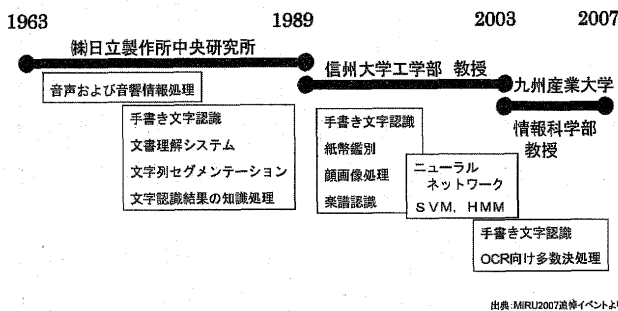 1963 1989 2003 2007
㈱日立製作所中央研究所
信州大学工学部 教授
九州産業大学
情報科学部
教授
音声および音響情報処理
手書き文字認識
文書理解システム
文字列セグメンテーション
文字認識結果の知識処理
手書き文字認識
紙幣鑑別
顔画像処理
楽譜認識
ニューラル
ネットワーク
SVM, HMM
手書き文字認識
OCR向け多数決処理
出典:MIRU2007追悼イベントより